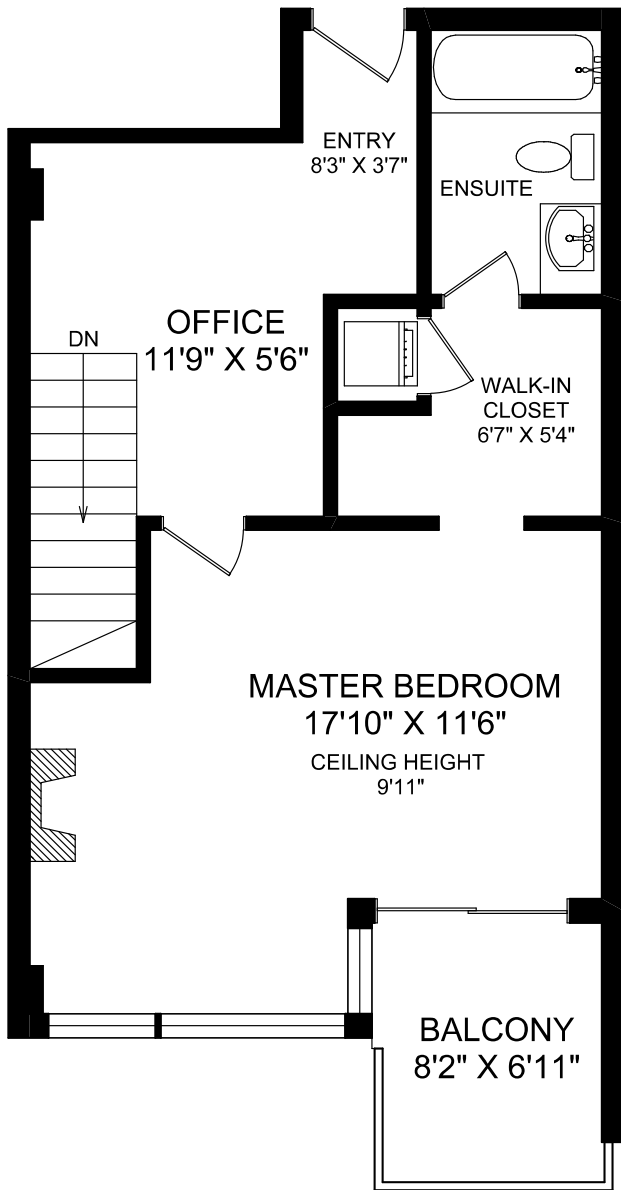 ENTRY
8'3" X 3'7"
ENSUITE
OFFICE
11'9" X 5'6"
DN
WALK-IN
CLOSET
6'7" X 5'4"
MASTER BEDROOM
17'10" X 11'6"
CEILING HEIGHT
9'11"
BALCONY
8'2" X 6'11"